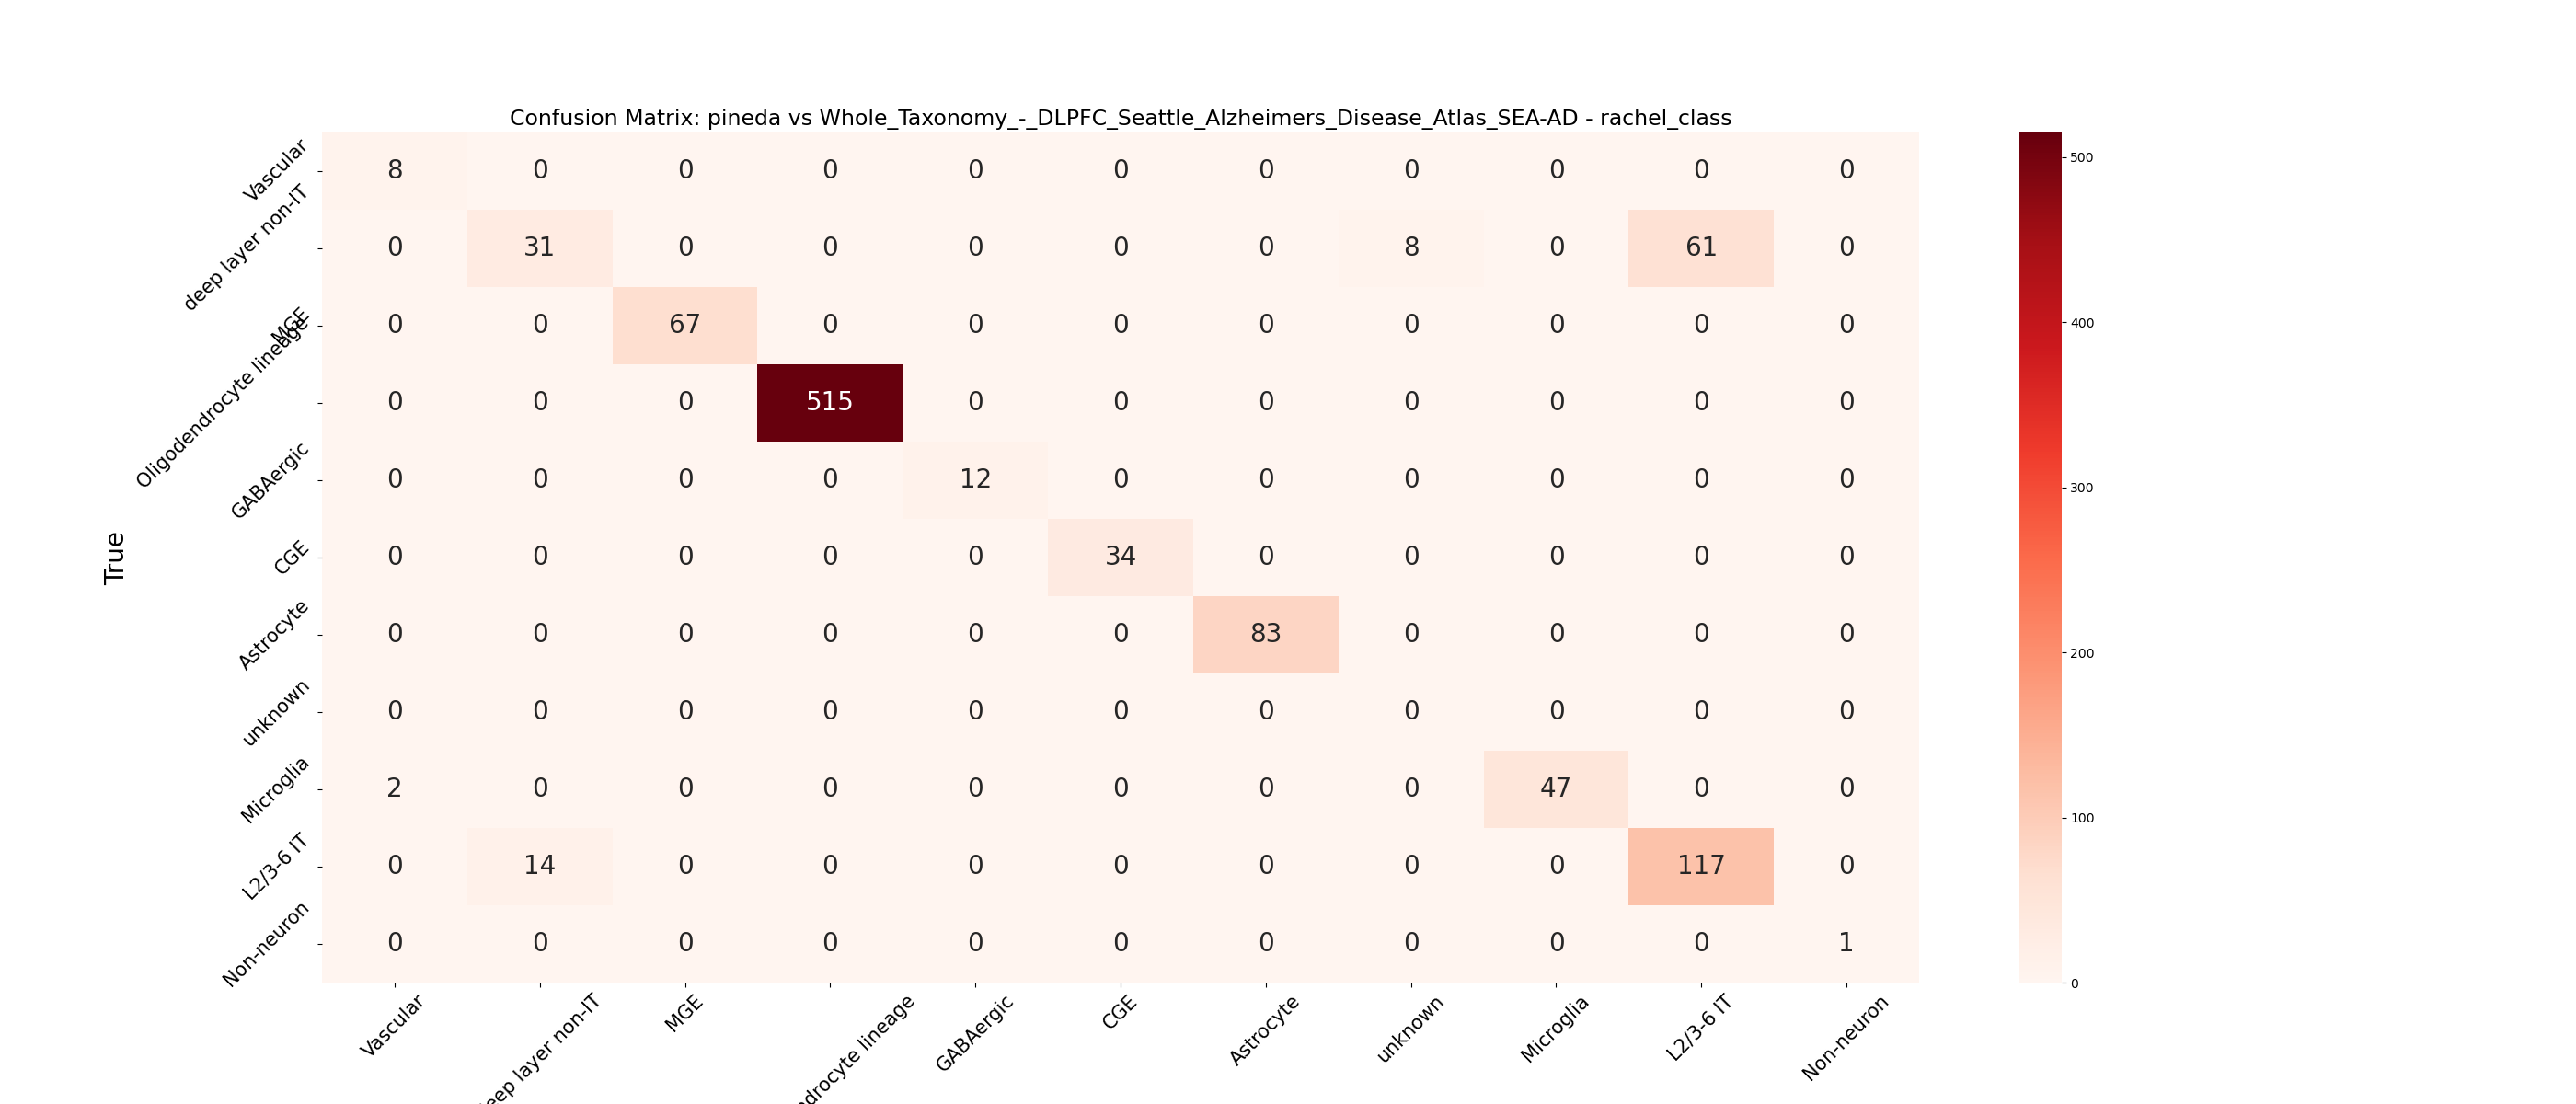 Confusion Matrix: pineda vs Whole_Taxonomy_-_DLPFC_Seattle_Alzheimers_Disease_Atlas_SEA-AD - rachel_class
Vascular 8 0 0 0 0 0 0 0 0 0 0
deep layer non-IT 0 31 0 0 0 0 0 8 0 61 0
MGE 0 0 67 0 0 0 0 0 0 0 0
Oligodendrocyte lineage 0 0 0 515 0 0 0 0 0 0 0
GABAergic 0 0 0 0 12 0 0 0 0 0 0
CGE 0 0 0 0 0 34 0 0 0 0 0
Astrocyte 0 0 0 0 0 0 83 0 0 0 0
unknown 0 0 0 0 0 0 0 0 0 0 0
Microglia 2 0 0 0 0 0 0 0 47 0 0
L2/3-6 IT 0 14 0 0 0 0 0 0 0 117 0
Non-neuron 0 0 0 0 0 0 0 0 0 0 1
True
Vascular
eep layer non-IT
MGE
ndrocyte lineage
GABAergic
CGE
Astrocyte
unknown
Microglia
L2/3-6 IT
Non-neuron
500
400
300
200
100
0